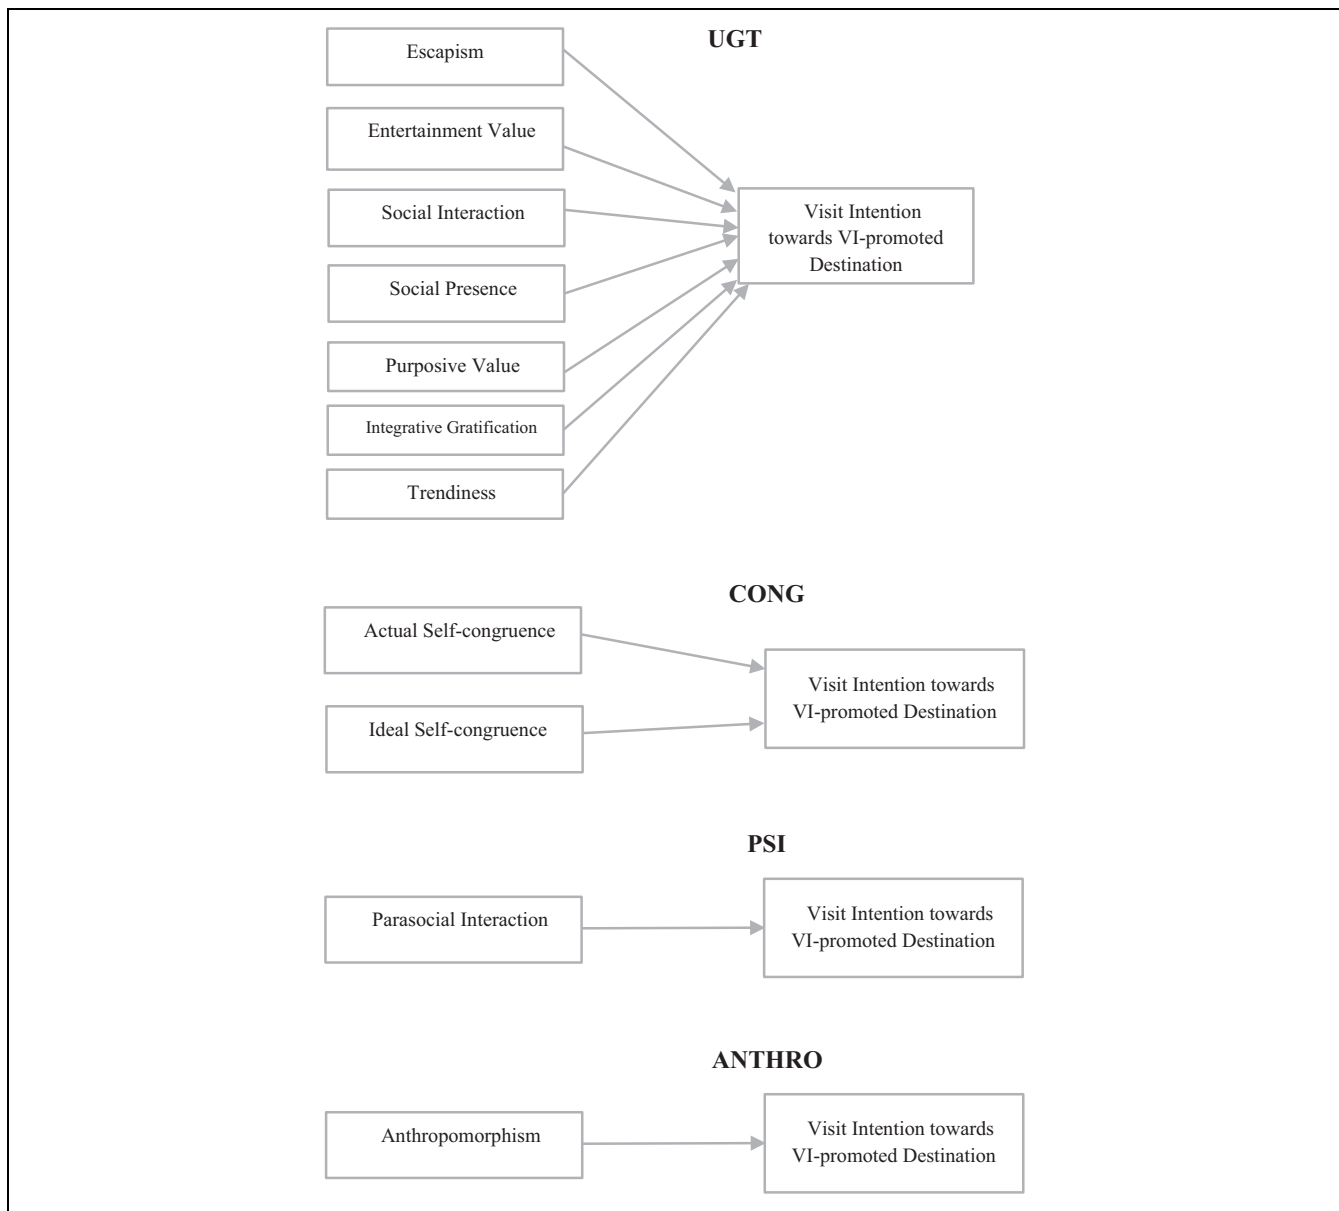 UGT
Escapism
Entertainment Value
Social Interaction
Social Presence
Purposive Value
Integrative Gratification
Trendiness
Visit Intention
towards VI-promoted
Destination
CONG
Actual Self-congruence
Ideal Self-congruence
Visit Intention towards
VI-promoted Destination
PSI
Parasocial Interaction
Visit Intention towards
VI-promoted Destination
ANTHRO
Anthropomorphism
Visit Intention towards
VI-promoted Destination